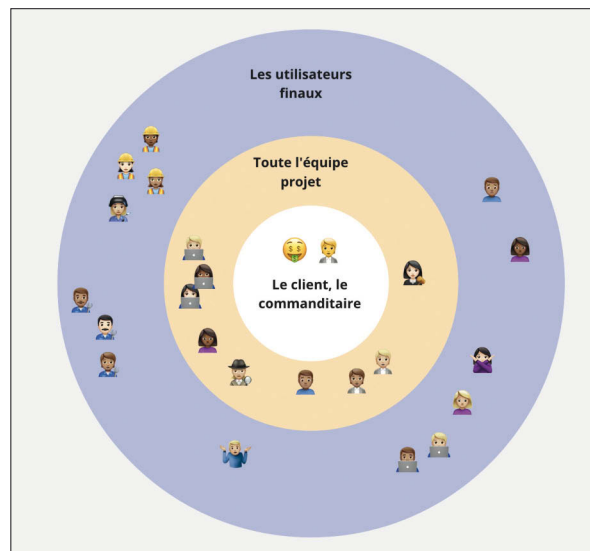 Les utilisateurs
finaux
Toute l'équipe
projet
Le client, le
commanditaire